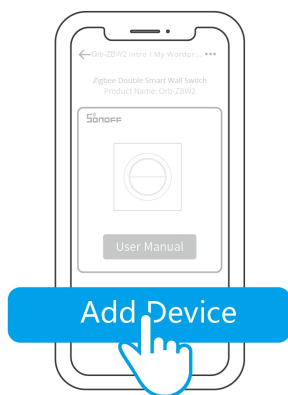 Orb-ZBW2 Intro I My Wordpr... •••
Zigbee Double Smart Wall Switch
Product Name: Orb-ZBW2
SONOFF
User Manual
Add Device